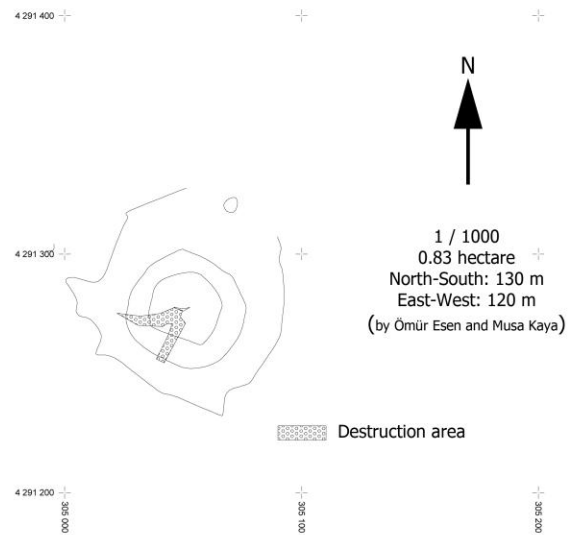 4 291 400
N
4 291 300
1 / 1000
0.83 hectare
North-South: 130 m
East-West: 120 m
(by Ömür Esen and Musa Kaya)
Destruction area
4 291 200
305 000
305 100
305 200